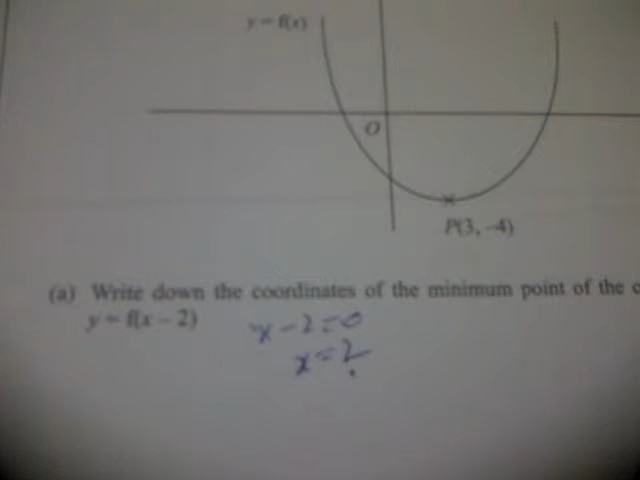 y = f(x)
O
P(3, −4)
(a) Write down the coordinates of the minimum point of the
y = f(x − 2)
x − 2 = 0
x = 2